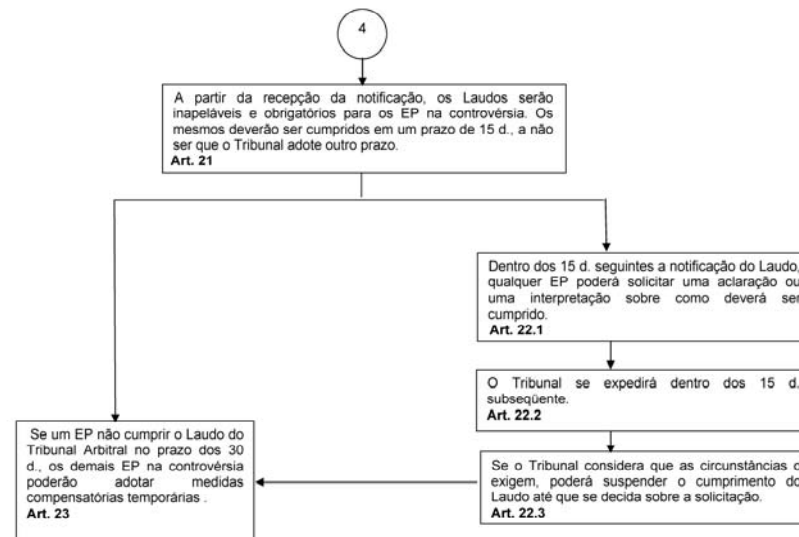 4
A partir da recepção da notificação, os Laudos serão
inapeláveis e obrigatórios para os EP na controvérsia. Os
mesmos deverão ser cumpridos em um prazo de 15 d., a não
ser que o Tribunal adote outro prazo.
Art. 21
Dentro dos 15 d. seguintes a notificação do Laudo,
qualquer EP poderá solicitar uma aclaração ou
uma interpretação sobre como deverá ser
cumprido.
Art. 22.1
O Tribunal se expedirá dentro dos 15 d.
subseqüente.
Art. 22.2
Se o Tribunal considera que as circunstâncias o
exigem, poderá suspender o cumprimento do
Laudo até que se decida sobre a solicitação.
Art. 22.3
Se um EP não cumprir o Laudo do
Tribunal Arbitral no prazo dos 30
d., os demais EP na controvérsia
poderão adotar medidas
compensatórias temporárias .
Art. 23